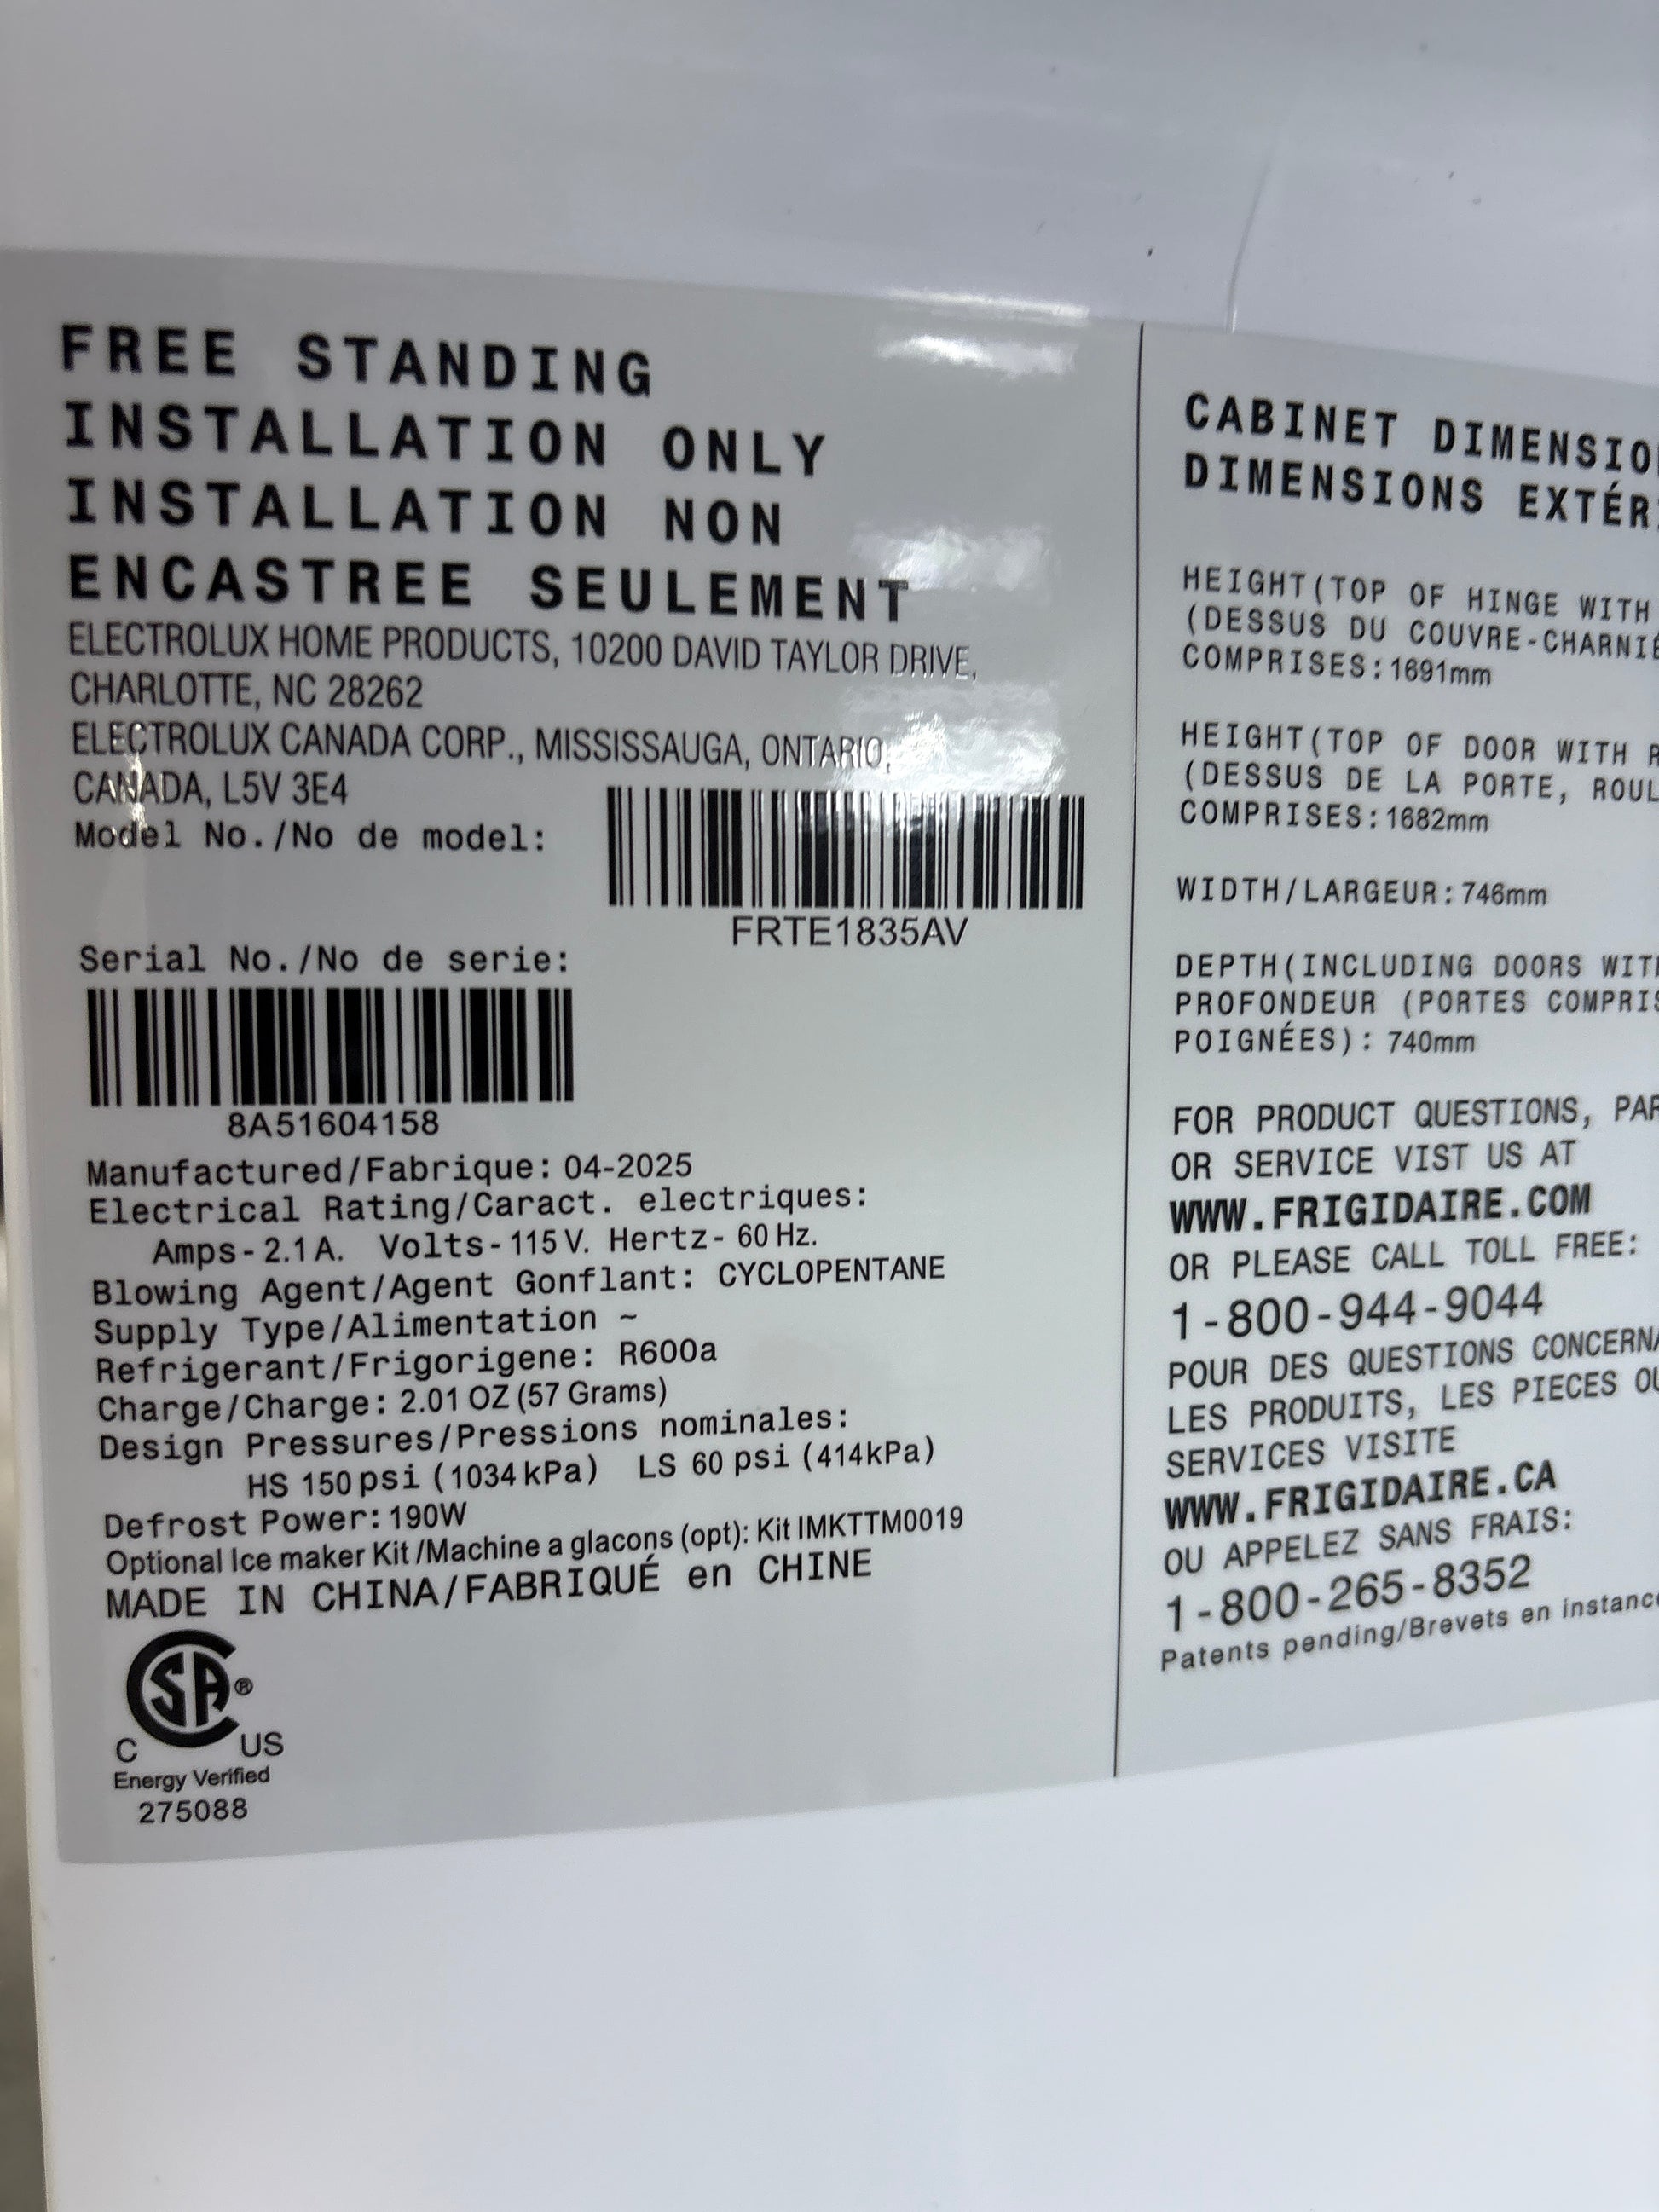 FREE STANDING
INSTALLATION ONLY
INSTALLATION NON
ENCASTREE SEULEMENT
ELECTROLUX HOME PRODUCTS, 10200 DAVID TAYLOR DRIVE,
CHARLOTTE, NC 28262
ELECTROLUX CANADA CORP., MISSISSAUGA, ONTARIO,
CANADA, L5V 3E4
Model No./No de model:
FRTE1835AV
Serial No./No de serie:
8A51604158
Manufactured/Fabrique: 04-2025
Electrical Rating/Caract. electriques:
Amps- 2.1 A. Volts- 115 V. Hertz- 60 Hz.
Blowing Agent/Agent Gonflant: CYCLOPENTANE
Supply Type/Alimentation ~
Refrigerant/Frigorigene: R600a
Charge/Charge: 2.01 OZ (57 Grams)
Design Pressures/Pressions nominales:
HS 150 psi (1034 kPa) LS 60 psi (414kPa)
Defrost Power: 190W
Optional Ice maker Kit /Machine a glacons (opt): Kit IMKTTM0019
MADE IN CHINA/FABRIQUÉ en CHINE
CSA®
C US
Energy Verified
275088
CABINET
DIMENSIONS
HEIGHT(TOP OF HINGE WITH
(DESSUS DU
COMPRISES: 1691mm
HEIGHT(TOP OF DOOR WITH
(DESSUS DE LA PORTE,
COMPRISES: 1682mm
WIDTH/LARGEUR: 746mm
DEPTH(INCLUDING DOORS
PROFONDEUR (PORTES
POIGNÉES): 740mm
FOR PRODUCT QUESTIONS,
OR SERVICE VIST US AT
WWW.FRIGIDAIRE.COM
OR PLEASE CALL TOLL FREE:
1-800-944-9044
POUR DES QUESTIONS
LES PRODUITS, LES PIECES
SERVICES VISITE
WWW.FRIGIDAIRE.CA
OU APPELEZ SANS FRAIS:
1-800-265-8352
Patents pending/Brevets en